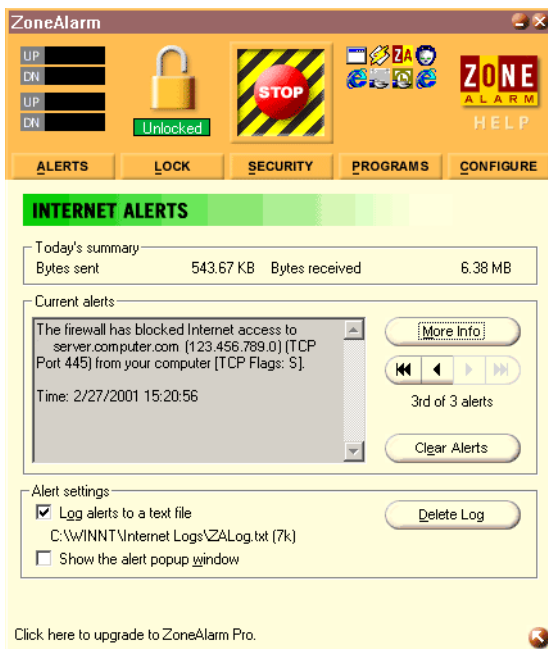 ZoneAlarm
UP
DN
UP
DN
Unlocked
STOP
ZA
ZONE
ALARM
HELP
ALERTS
LOCK
SECURITY
PROGRAMS
CONFIGURE
INTERNET ALERTS
Today's summary
Bytes sent 543.67 KB Bytes received 6.38 MB
Current alerts
The firewall has blocked Internet access to
server.computer.com (123.456.789.0) (TCP
Port 445) from your computer [TCP Flags: S].
Time: 2/27/2001 15:20:56
More Info
3rd of 3 alerts
Clear Alerts
Alert settings
Log alerts to a text file
C:\WINNT\Internet Logs\ZALog.txt (7k)
Show the alert popup window
Delete Log
Click here to upgrade to ZoneAlarm Pro.